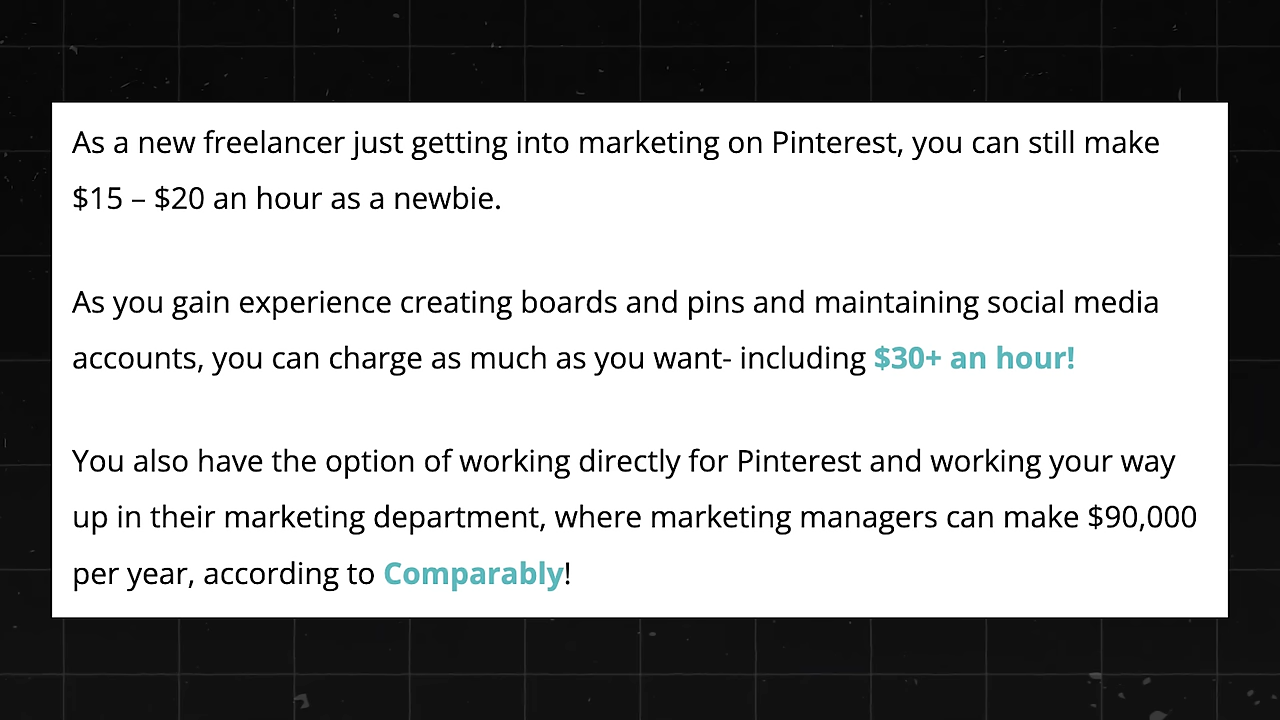 As a new freelancer just getting into marketing on Pinterest, you can still make
$15 – $20 an hour as a newbie.
As you gain experience creating boards and pins and maintaining social media
accounts, you can charge as much as you want- including $30+ an hour!
You also have the option of working directly for Pinterest and working your way
up in their marketing department, where marketing managers can make $90,000
per year, according to Comparably!